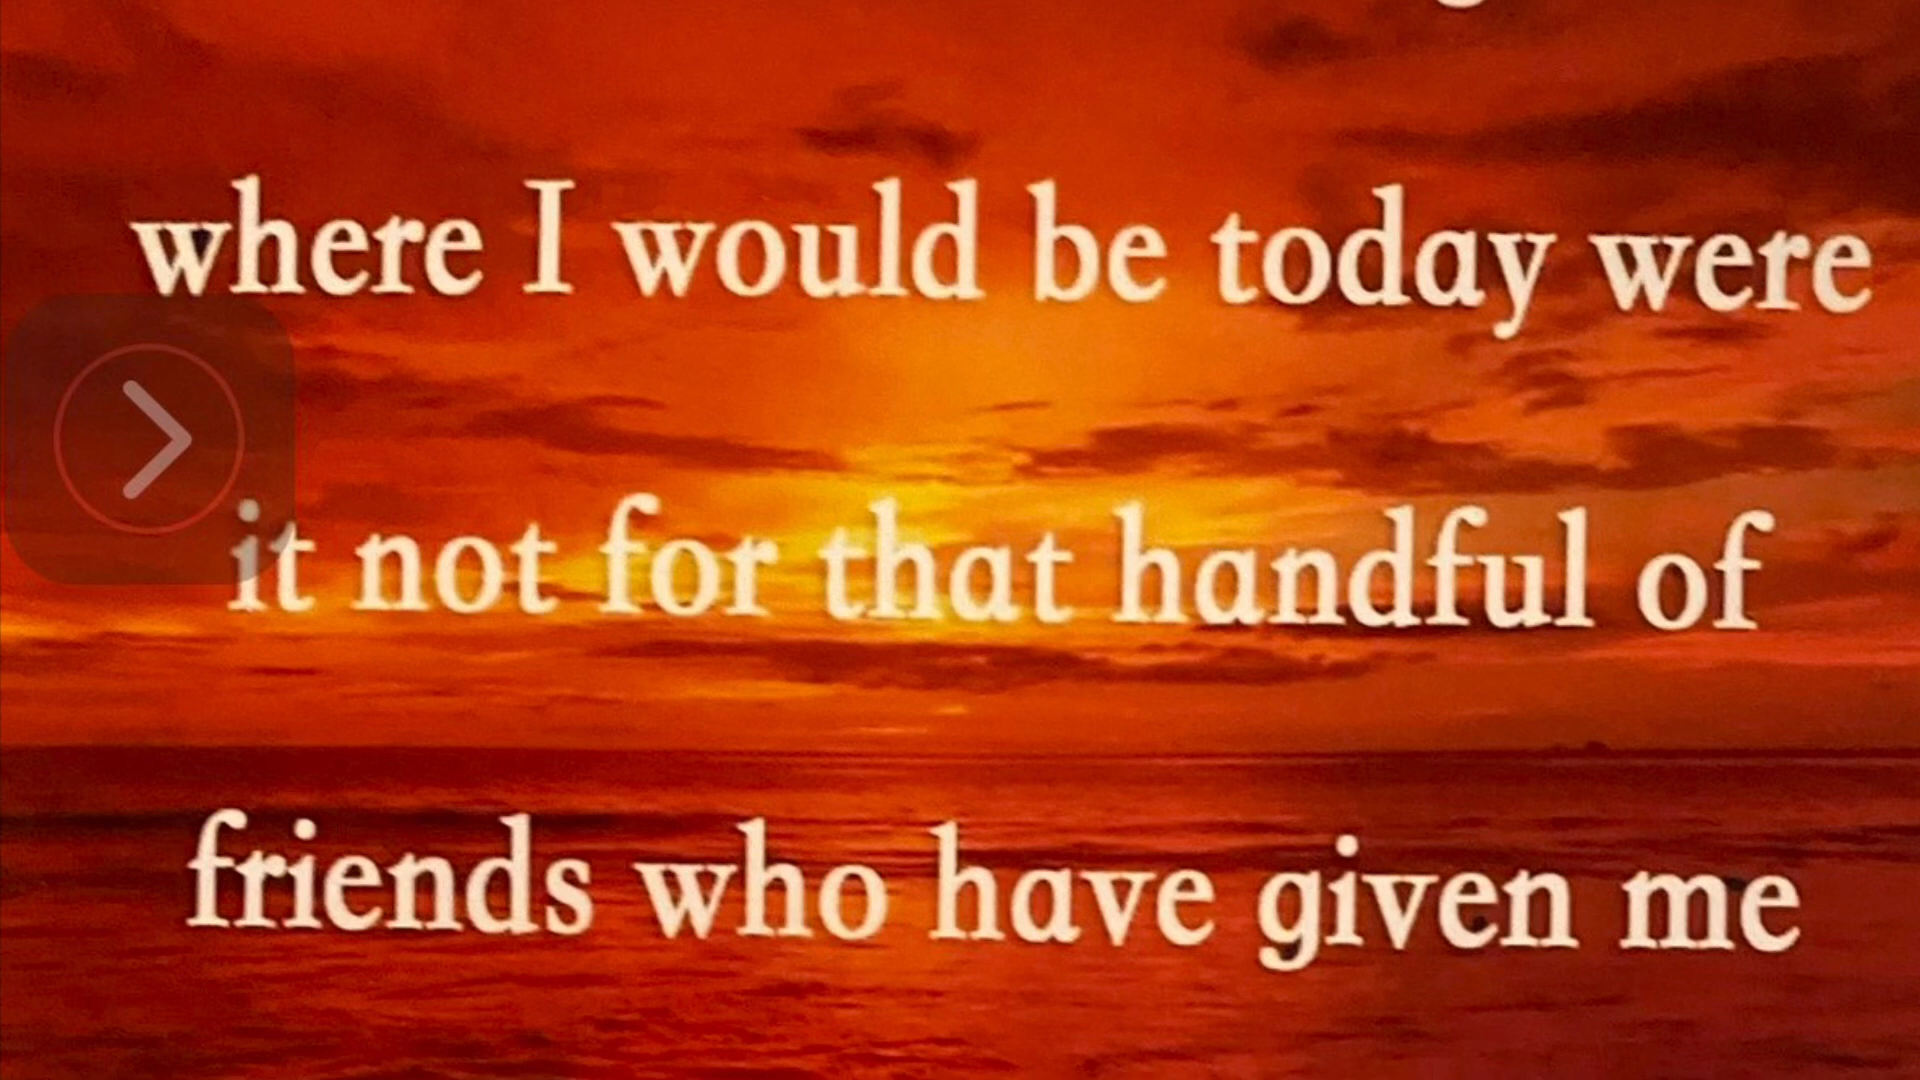 where I would be today were
it not for that handful of
friends who have given me